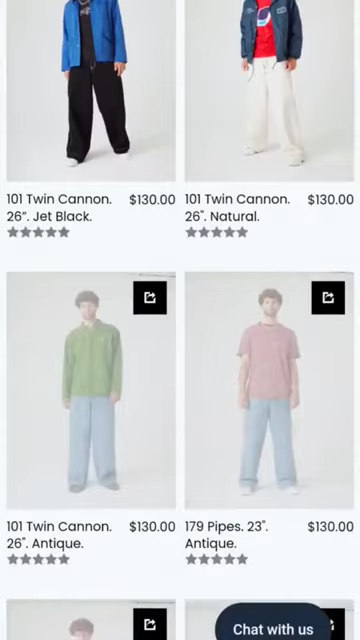 101 Twin Cannon. $130.00
26". Jet Black.
101 Twin Cannon. $130.00
26". Natural.
101 Twin Cannon. $130.00
26". Antique.
179 Pipes. 23". $130.00
Antique.
Chat with us